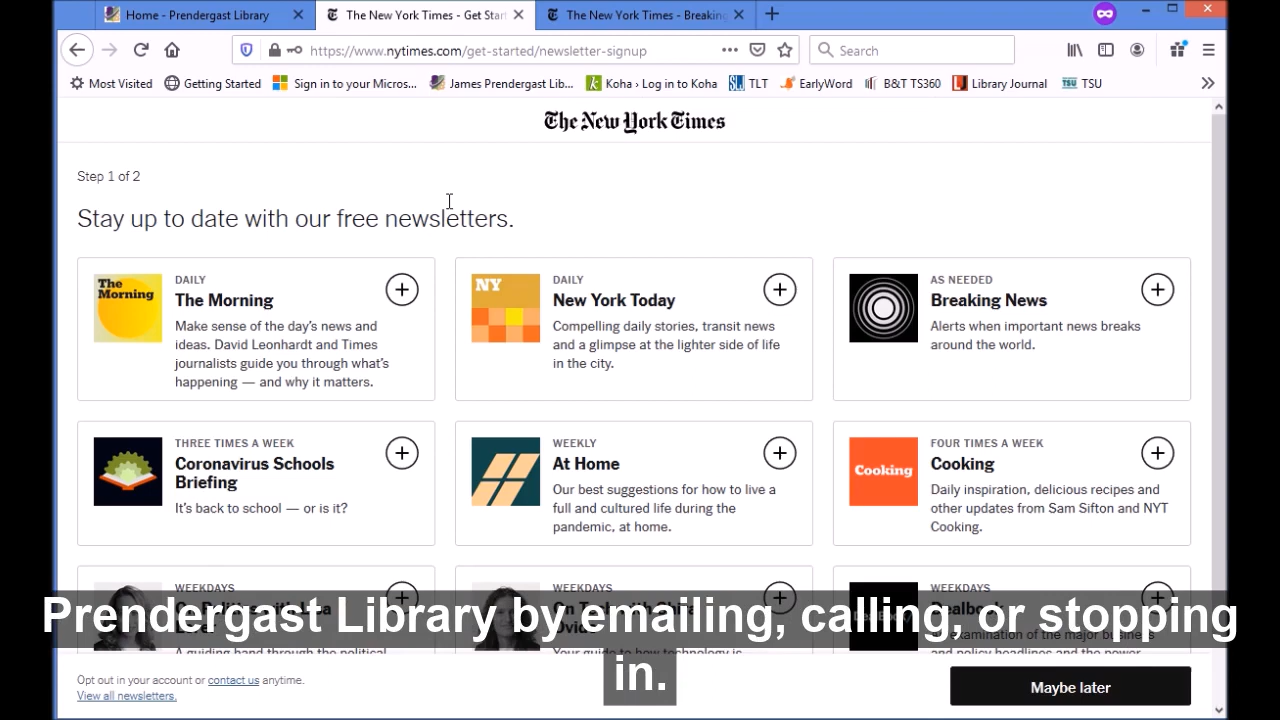 Home - Prendergast Library
The New York Times - Get Star
The New York Times - Breaking
https://www.nytimes.com/get-started/newsletter-signup
Search
Most Visited
Getting Started
Sign in to your Micros...
James Prendergast Lib...
Koha › Log in to Koha
TLT
EarlyWord
B&T TS360
Library Journal
TSU
The New York Times
Step 1 of 2
Stay up to date with our free newsletters.
The
Morning
DAILY
The Morning
Make sense of the day's news and
ideas. David Leonhardt and Times
journalists guide you through what's
happening — and why it matters.
NY
DAILY
New York Today
Compelling daily stories, transit news
and a glimpse at the lighter side of life
in the city.
AS NEEDED
Breaking News
Alerts when important news breaks
around the world.
THREE TIMES A WEEK
Coronavirus Schools
Briefing
It's back to school — or is it?
WEEKLY
At Home
Our best suggestions for how to live a
full and cultured life during the
pandemic, at home.
Cooking
FOUR TIMES A WEEK
Cooking
Daily inspiration, delicious recipes and
other updates from Sam Sifton and NYT
Cooking.
WEEKDAYS
WEEKDAYS
WEEKDAYS
Prendergast Library by emailing, calling, or stopping
in.
Opt out in your account or contact us anytime.
View all newsletters.
Maybe later